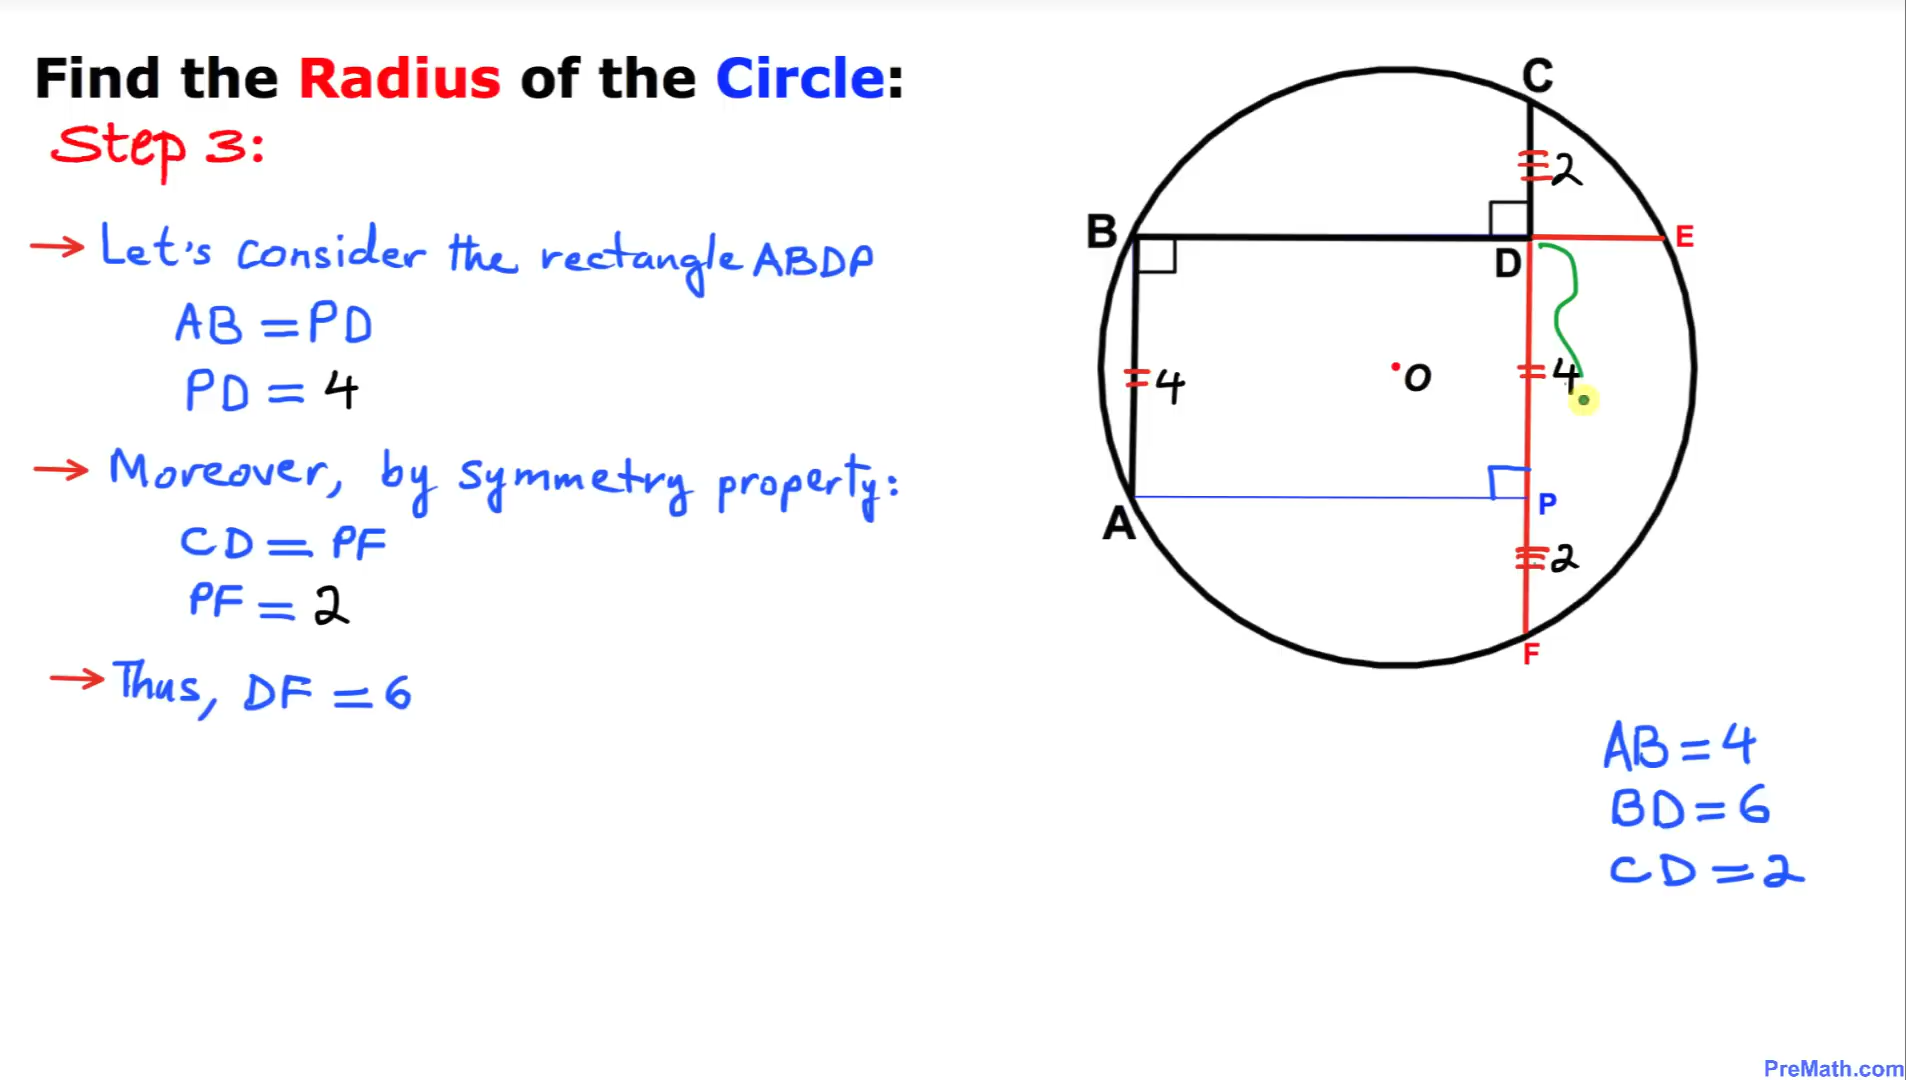 Find the Radius of the Circle:
Step 3:
→ Let's consider the rectangle ABDP
AB = PD
PD = 4
→ Moreover, by symmetry property:
CD = PF
PF = 2
→ Thus, DF = 6
C
2
B
E
D
4
4
O
P
A
2
F
AB = 4
BD = 6
CD = 2
PreMath.com